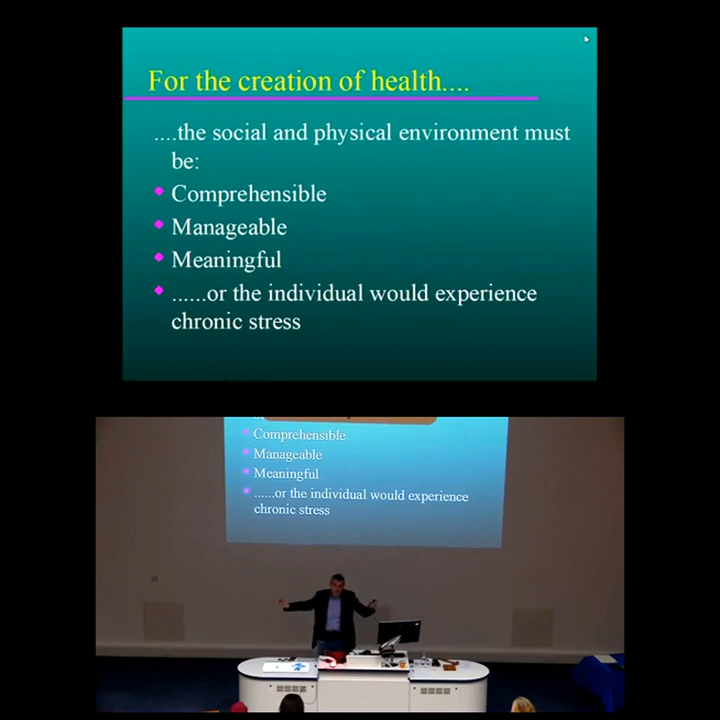 For the creation of health....
....the social and physical environment must
be:
Comprehensible
Manageable
Meaningful
......or the individual would experience
chronic stress
Comprehensible
Manageable
Meaningful
......or the individual would experience
chronic stress